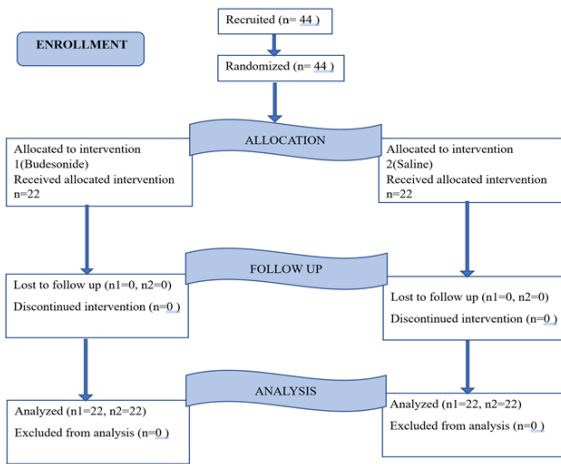 Recruited (n= 44 )
ENROLLMENT
Randomized (n= 44 )
ALLOCATION
Allocated to intervention
1(Budesonide)
Received allocated intervention
n=22
Allocated to intervention
2(Saline)
Received allocated intervention
n=22
FOLLOW UP
Lost to follow up (n1=0, n2=0)
Discontinued intervention (n=0 )
Lost to follow up (n1=0, n2=0)
Discontinued intervention (n=0 )
ANALYSIS
Analyzed (n1=22, n2=22)
Excluded from analysis (n=0 )
Analyzed (n1=22, n2=22)
Excluded from analysis (n=0 )